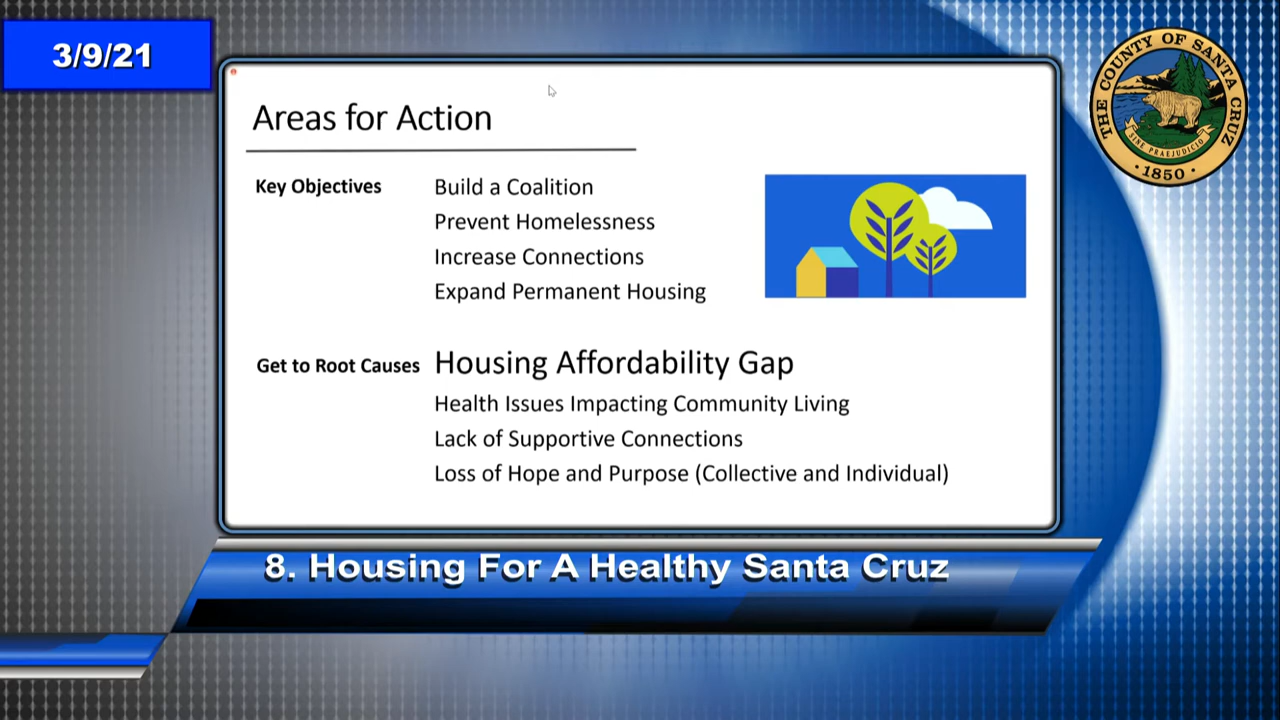 3/9/21
THE COUNTY OF SANTA CRUZ
SINE PRAEJUDICIO
1850
Areas for Action
Key Objectives
Build a Coalition
Prevent Homelessness
Increase Connections
Expand Permanent Housing
Get to Root Causes
Housing Affordability Gap
Health Issues Impacting Community Living
Lack of Supportive Connections
Loss of Hope and Purpose (Collective and Individual)
8. Housing For A Healthy Santa Cruz